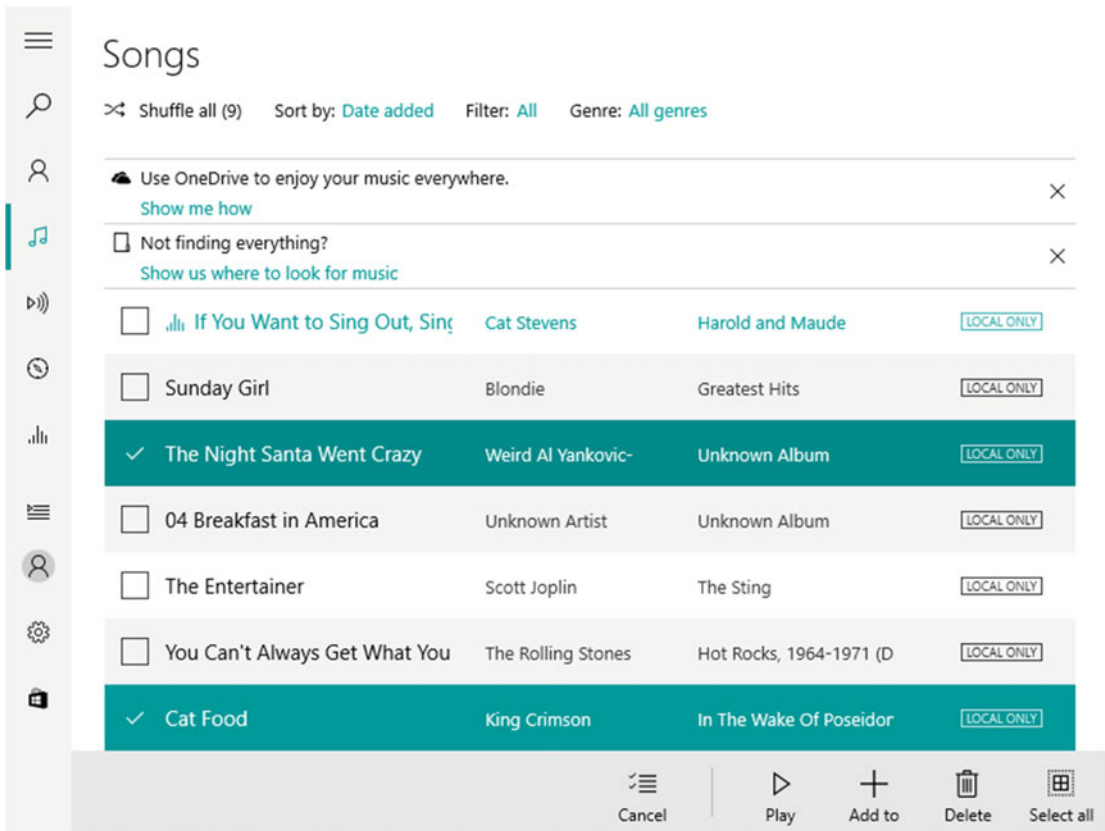 Songs
Shuffle all (9) Sort by: Date added Filter: All Genre: All genres
Use OneDrive to enjoy your music everywhere.
Show me how
Not finding everything?
Show us where to look for music
If You Want to Sing Out, Sing Cat Stevens Harold and Maude LOCAL ONLY
Sunday Girl Blondie Greatest Hits LOCAL ONLY
The Night Santa Went Crazy Weird Al Yankovic- Unknown Album LOCAL ONLY
04 Breakfast in America Unknown Artist Unknown Album LOCAL ONLY
The Entertainer Scott Joplin The Sting LOCAL ONLY
You Can't Always Get What You The Rolling Stones Hot Rocks, 1964-1971 (D LOCAL ONLY
Cat Food King Crimson In The Wake Of Poseidor LOCAL ONLY
Cancel Play Add to Delete Select all